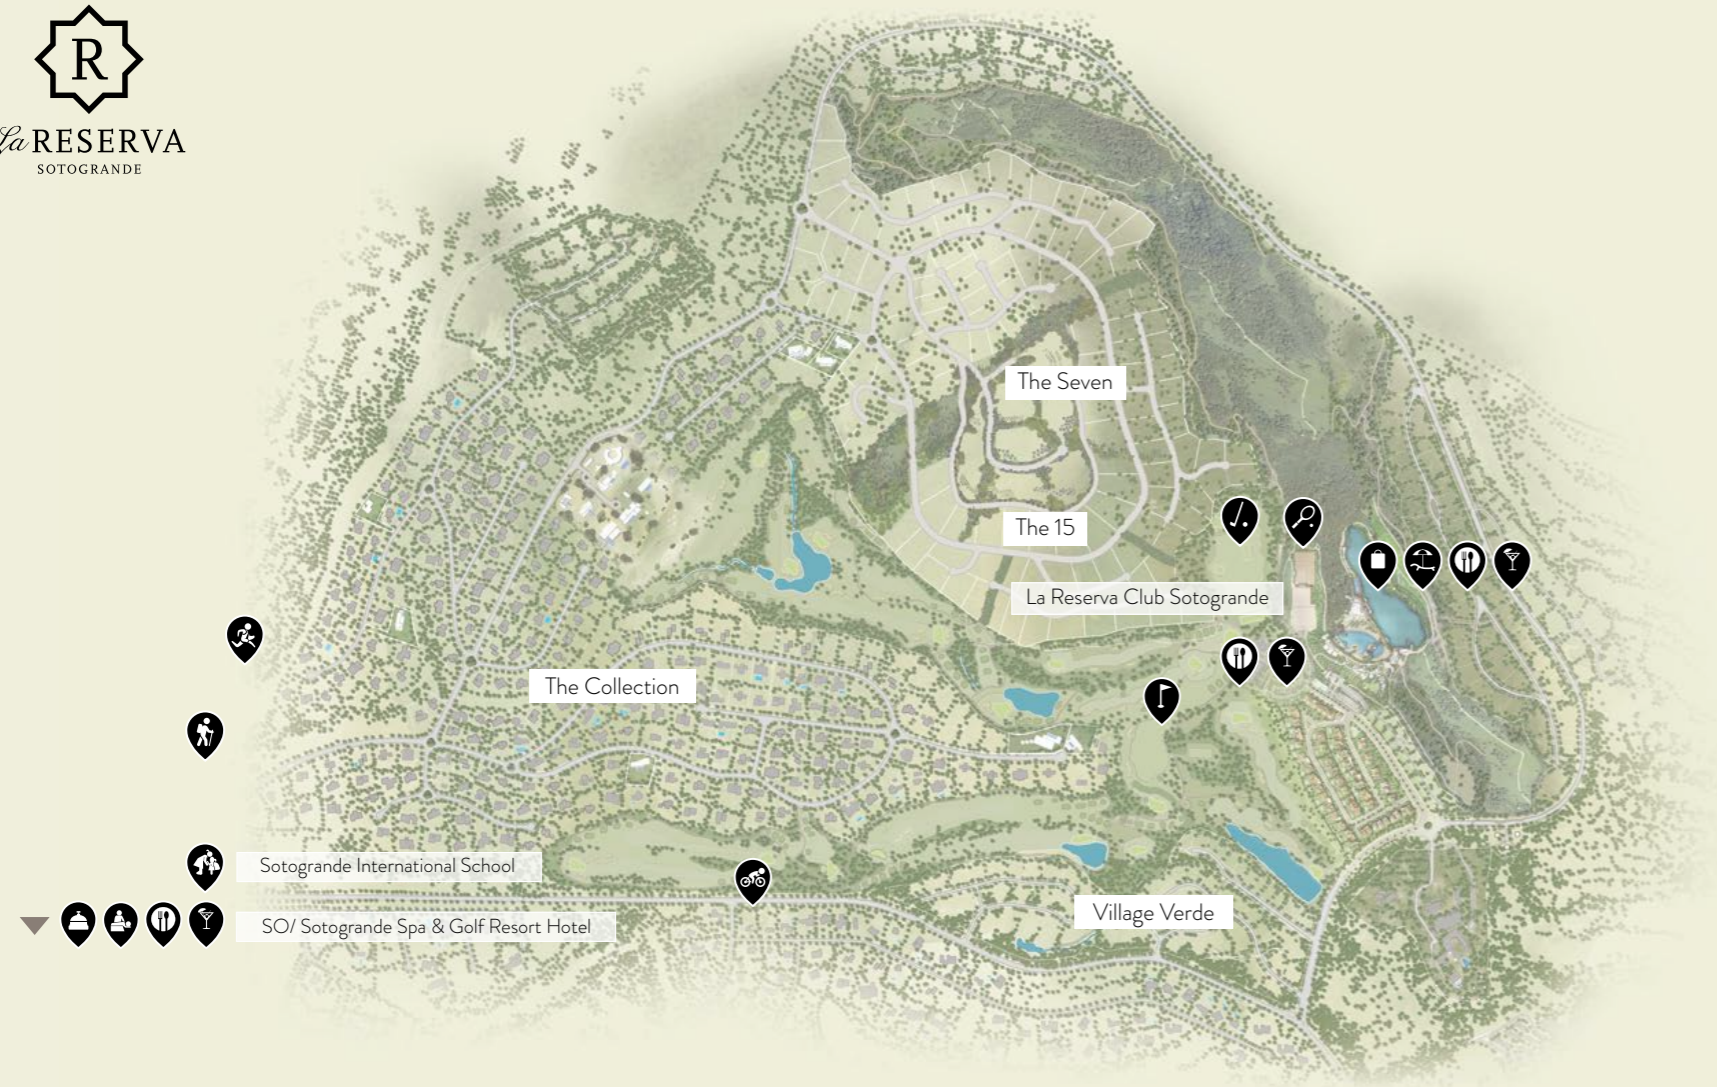 R
La RESERVA
SOTOGRANDE
The Seven
The 15
La Reserva Club Sotogrande
The Collection
Sotogrande International School
Village Verde
SO/ Sotogrande Spa & Golf Resort Hotel